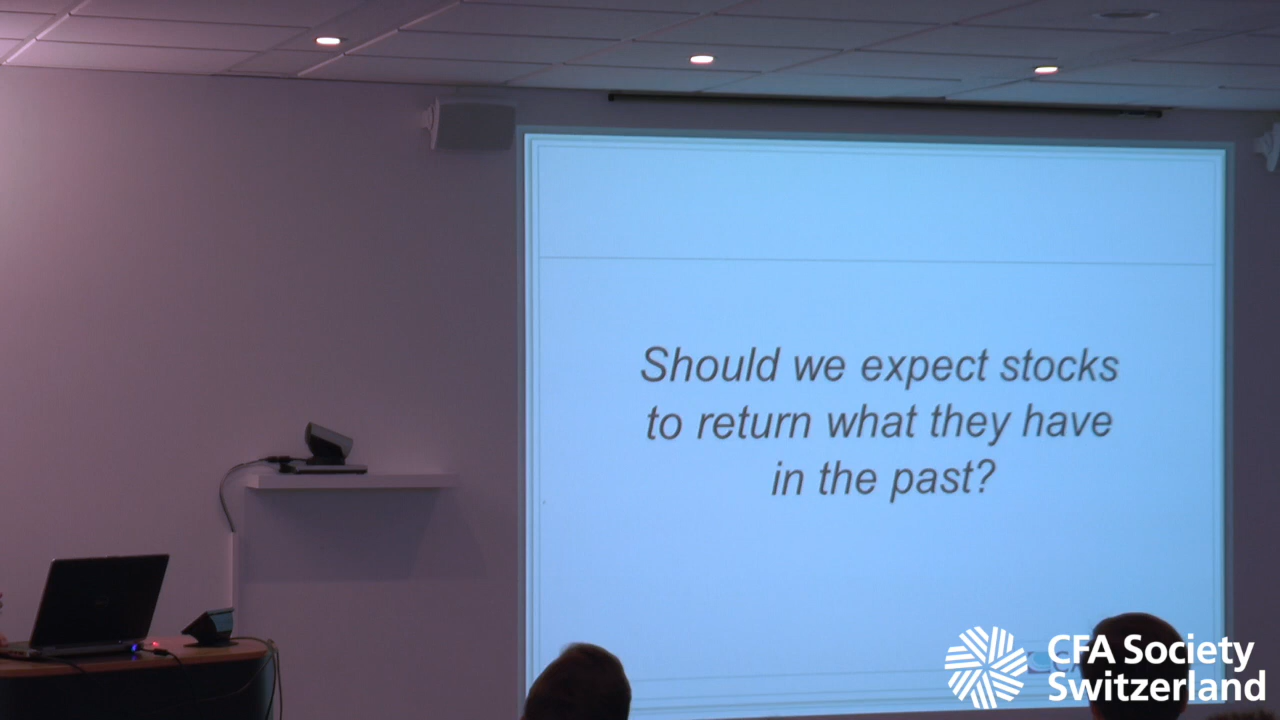 Should we expect stocks
to return what they have
in the past?
CFA Society
Switzerland